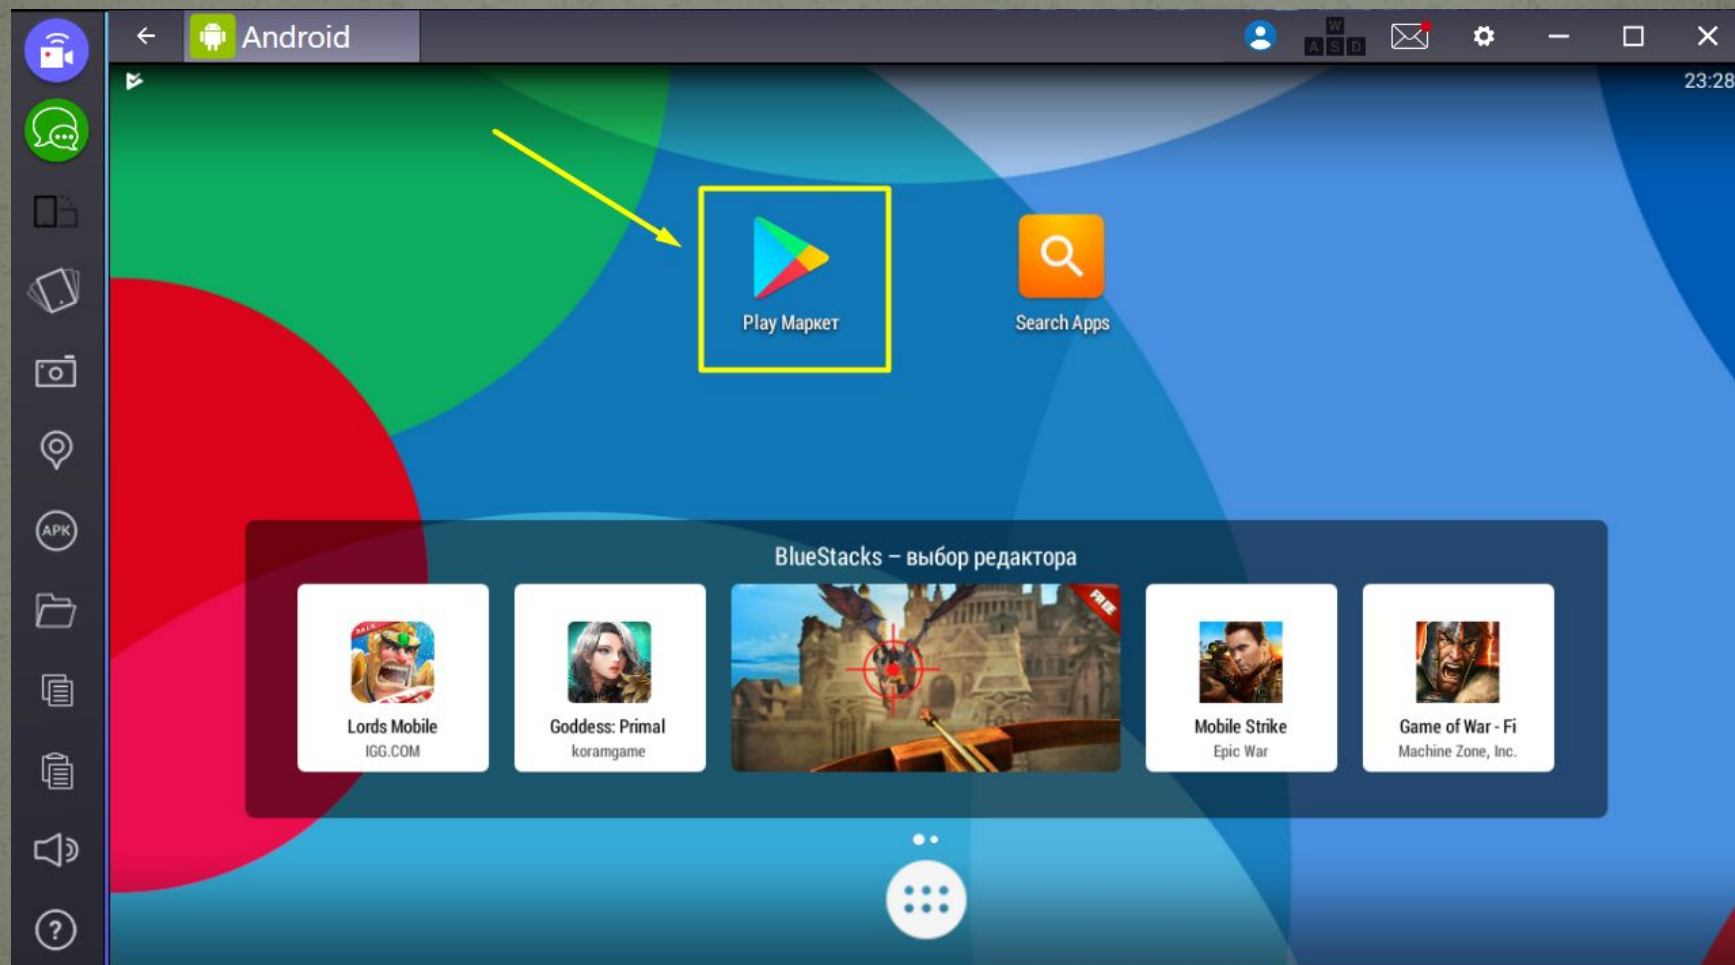 Android
W
A S D
23:28
Play Маркет
Search Apps
APK
BlueStacks – выбор редактора
FREE
Lords Mobile
IGG.COM
Goddess: Primal
koramgame
Mobile Strike
Epic War
Game of War - Fi
Machine Zone, Inc.